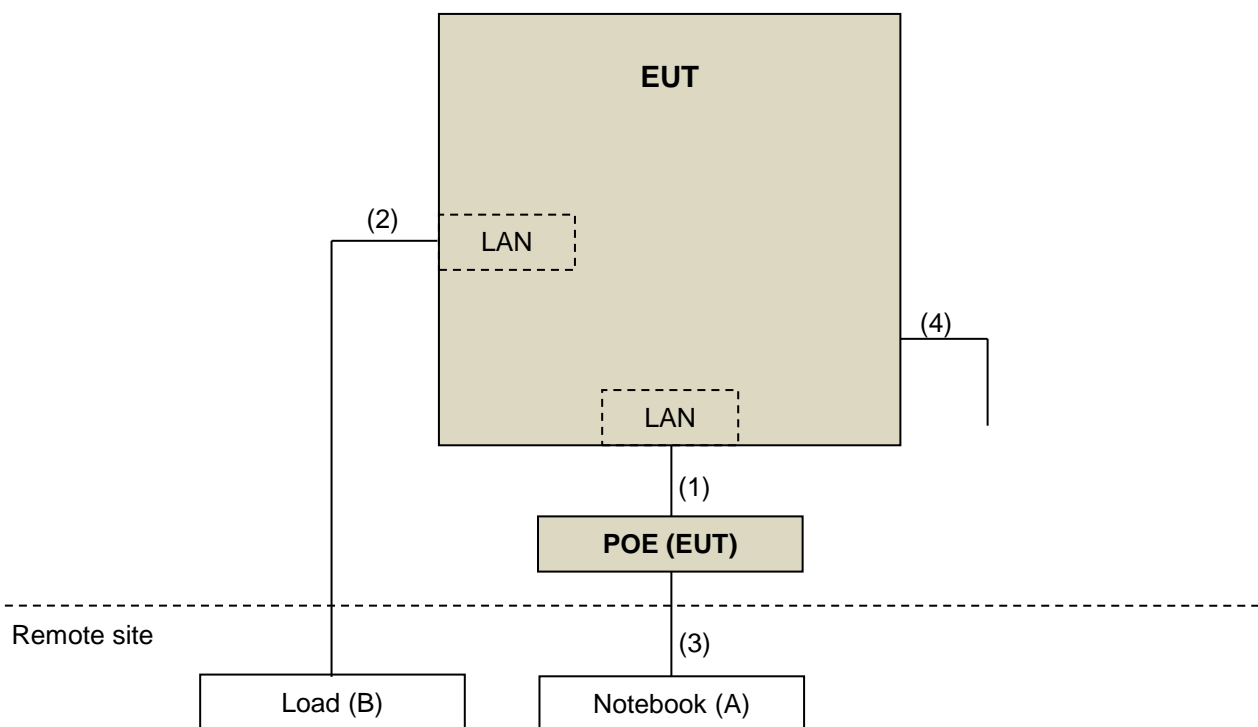 EUT
(2)
LAN
(4)
LAN
(1)
POE (EUT)
Remote site
(3)
Load (B)
Notebook (A)